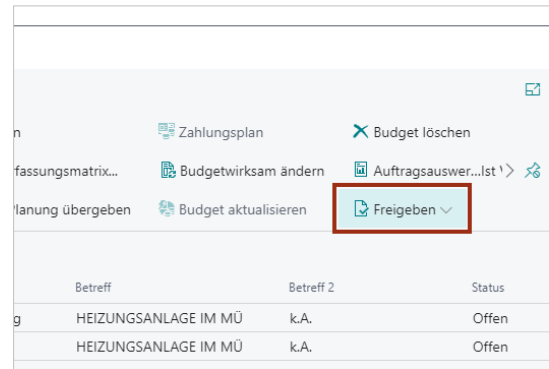 n Zahlungsplan Budget löschen
fassungsmatrix... Budgetwirksam ändern Auftragsauswer...Ist
lanung übergeben Budget aktualisieren Freigeben
Betreff Betreff 2 Status
g HEIZUNGSANLAGE IM MÜ k.A. Offen
HEIZUNGSANLAGE IM MÜ k.A. Offen